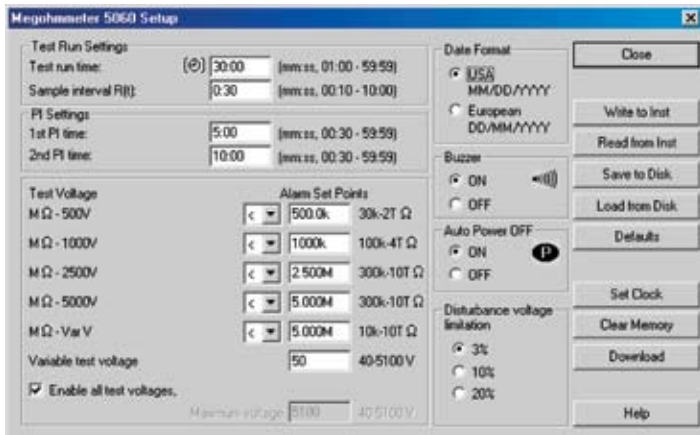 Megohmmeter 5060 Setup
Test Run Settings
Test run time: 30:00 (mm:ss, 01:00 - 59:59)
Sample interval R(t): 0:30 (mm:ss, 00:10 - 10:00)
PI Settings
1st PI time: 5:00 (mm:ss, 00:30 - 59:59)
2nd PI time: 10:00 (mm:ss, 00:30 - 59:59)
Test Voltage Alarm Set Points
MΩ - 500V < 500.0k 30k-2T Ω
MΩ - 1000V < 1000k 100k-4T Ω
MΩ - 2500V < 2.500M 300k-10T Ω
MΩ - 5000V < 5.000M 300k-10T Ω
MΩ - Var V < 5.000M 10k-10T Ω
Variable test voltage 50 40-5100 V
Enable all test voltages.
Maximum voltage 5100 40-5100 V
Date Format
USA
MM/DD/YYYY
European
DD/MM/YYYY
Buzzer
ON
OFF
Auto Power OFF
ON
P
OFF
Disturbance voltage
limitation
3%
10%
20%
Close
Write to Inst
Read from Inst
Save to Disk
Load from Disk
Defaults
Set Clock
Clear Memory
Download
Help